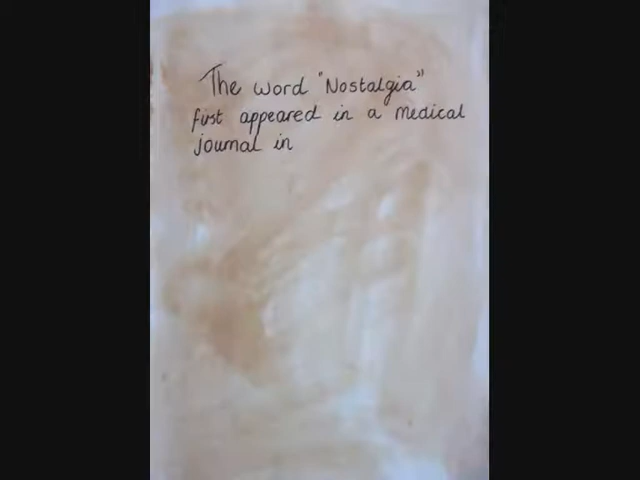 The word "Nostalgia"
first appeared in a medical
journal in